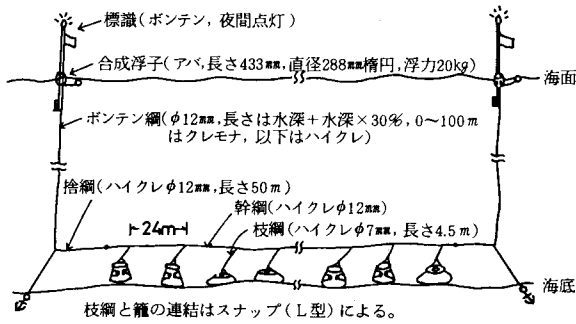 標識(ボンテン,夜間点灯)
合成浮子(アバ,長さ433mm,直径288mm楕円,浮力20kg)
海面
ボンテン綱(φ12mm,長さは水深+水深×30%,0~100m
はクレモナ,以下はハイクレ)
捨綱(ハイクレφ12mm,長さ50m)
幹綱(ハイクレφ12mm)
24m
枝綱(ハイクレφ7mm,長さ4.5m)
海底
枝綱と籠の連結はスナップ(L型)による。